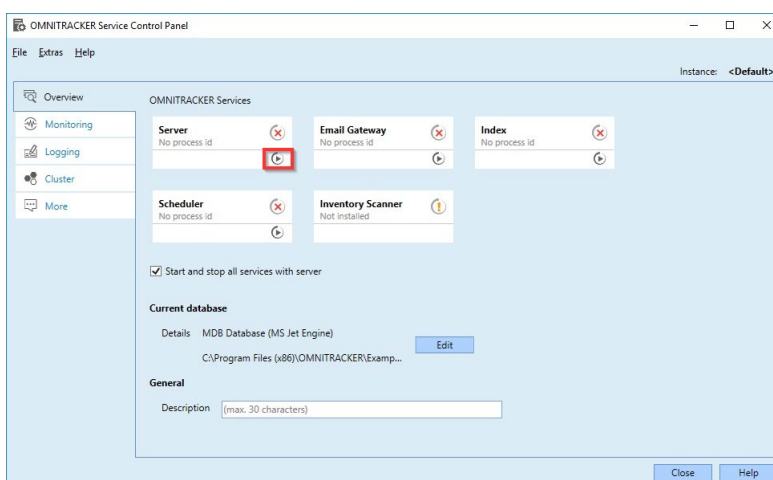 OMNITRACKER Service Control Panel
File Extras Help
Instance: <Default>
Overview
Monitoring
Logging
Cluster
More
OMNITRACKER Services
Server
No process id
Email Gateway
No process id
Index
No process id
Scheduler
No process id
Inventory Scanner
Not installed
Start and stop all services with server
Current database
Details MDB Database (MS Jet Engine)
Edit
C:\Program Files (x86)\OMNITRACKER\Examp...
General
Description (max. 30 characters)
Close Help